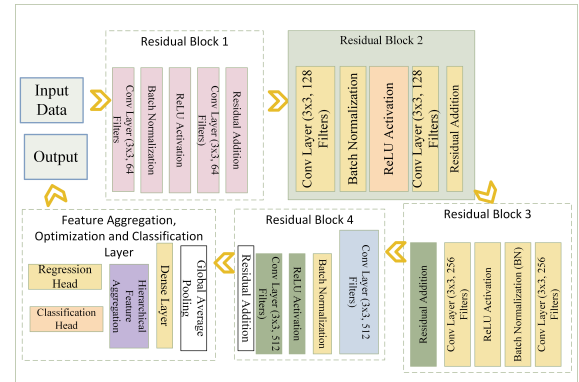 Input
Data
Output
Residual Block 1
Conv Layer (3x3, 64
Filters)
Batch Normalization
ReLU Activation
Conv Layer (3x3, 64
Filters)
Residual Addition
Residual Block 2
Conv Layer (3x3, 128
Filters)
Batch Normalization
ReLU Activation
Conv Layer (3x3, 128
Filters)
Residual Addition
Residual Block 3
Residual Addition
Conv Layer (3x3, 256
Filters)
ReLU Activation
Batch Normalization (BN)
Conv Layer (3x3, 256
Filters)
Residual Block 4
Residual Addition
Conv Layer (3x3, 512
Filters)
ReLU Activation
Batch Normalization
Conv Layer (3x3, 512
Filters)
Feature Aggregation,
Optimization and Classification
Layer
Regression
Head
Classification
Head
Hierarchical
Feature
Aggregation
Dense Layer
Global Average
Pooling